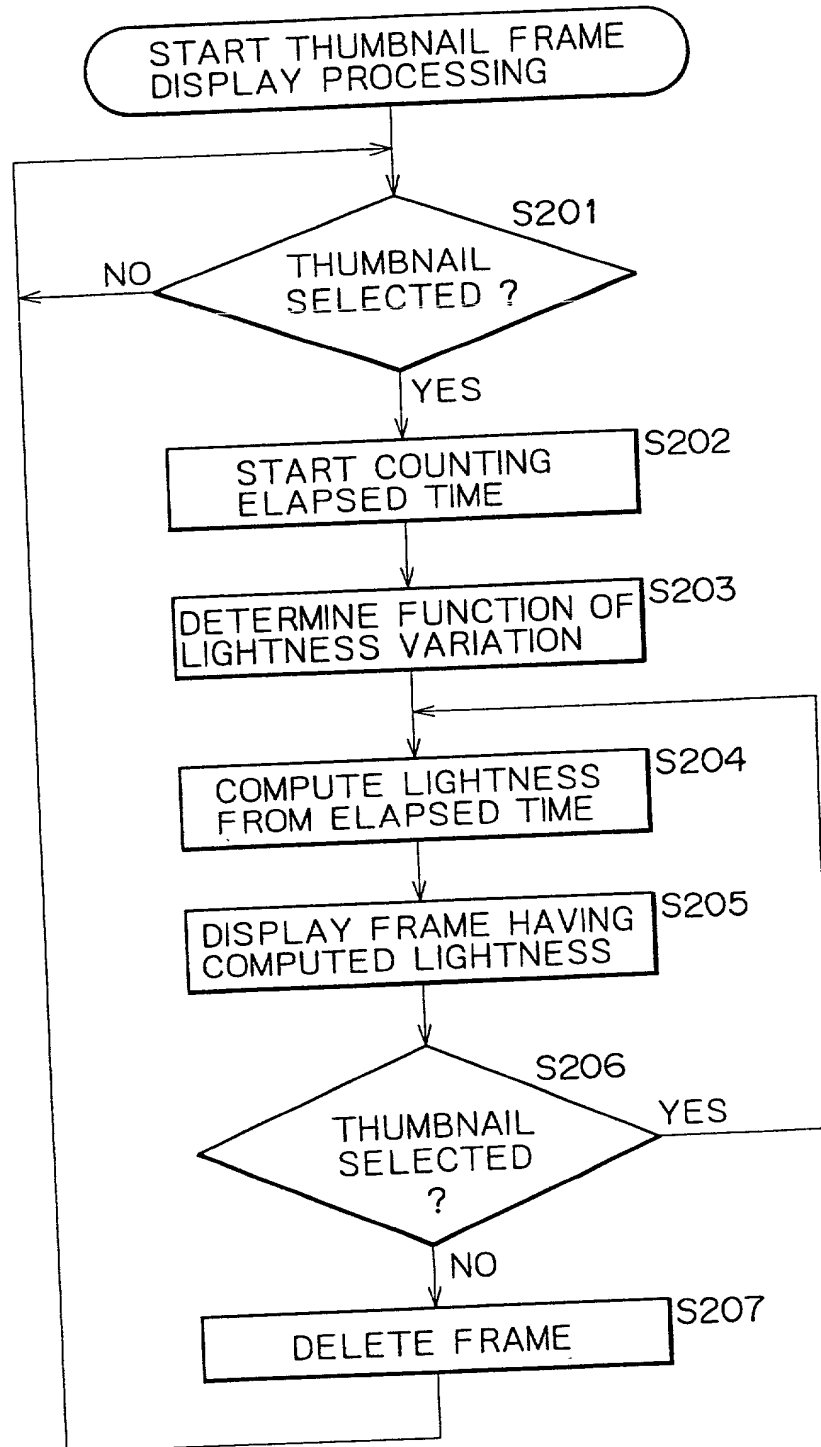 START THUMBNAIL FRAME
DISPLAY PROCESSING
S201
NO
THUMBNAIL
SELECTED ?
YES
S202
START COUNTING
ELAPSED TIME
S203
DETERMINE FUNCTION OF
LIGHTNESS VARIATION
S204
COMPUTE LIGHTNESS
FROM ELAPSED TIME
S205
DISPLAY FRAME HAVING
COMPUTED LIGHTNESS
S206
YES
THUMBNAIL
SELECTED
?
NO
S207
DELETE FRAME